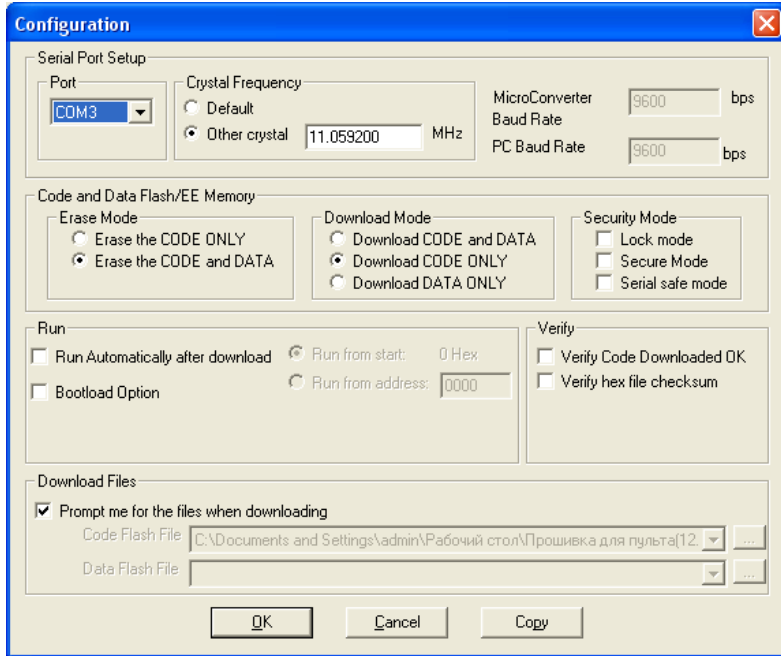 Configuration
Serial Port Setup
Port
COM3
Crystal Frequency
Default
Other crystal 11.059200 MHz
MicroConverter Baud Rate 9600 bps
PC Baud Rate 9600 bps
Code and Data Flash/EE Memory
Erase Mode
Erase the CODE ONLY
Erase the CODE and DATA
Download Mode
Download CODE and DATA
Download CODE ONLY
Download DATA ONLY
Security Mode
Lock mode
Secure Mode
Serial safe mode
Run
Run Automatically after download
Bootload Option
Run from start: 0 Hex
Run from address: 0000
Verify
Verify Code Downloaded OK
Verify hex file checksum
Download Files
Prompt me for the files when downloading
Code Flash File C:\Documents and Settings\admin\Рабочий стол\Прошивка для пульта(12. ...
Data Flash File ...
OK Cancel Copy